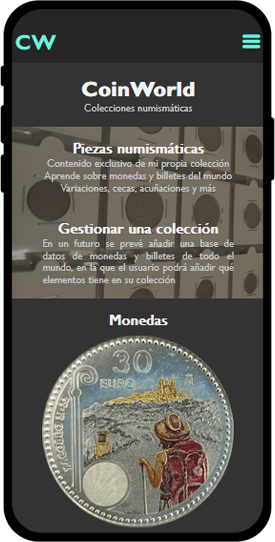 CW
CoinWorld
Colecciones numismáticas
Piezas numismáticas
Contenido exclusivo de mi propia colección
Aprende sobre monedas y billetes del mundo
Variaciones, cecas, acuñaciones y más
Gestionar una colección
En un futuro se prevé añadir una base de
datos de monedas y billetes de todo el
mundo, en la que el usuario podrá añadir qué
elementos tiene en su colección
Monedas
30
EURO